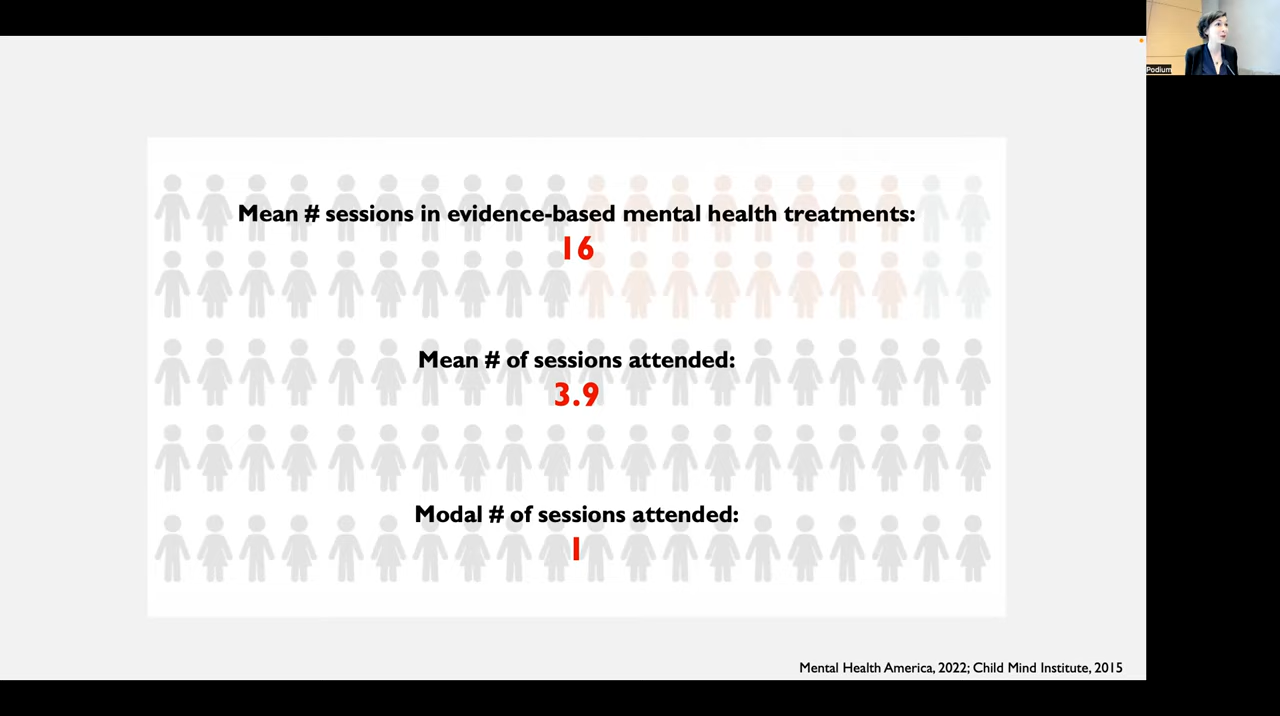 Podium
Mean # sessions in evidence-based mental health treatments:
16
Mean # of sessions attended:
3.9
Modal # of sessions attended:
1
Mental Health America, 2022; Child Mind Institute, 2015